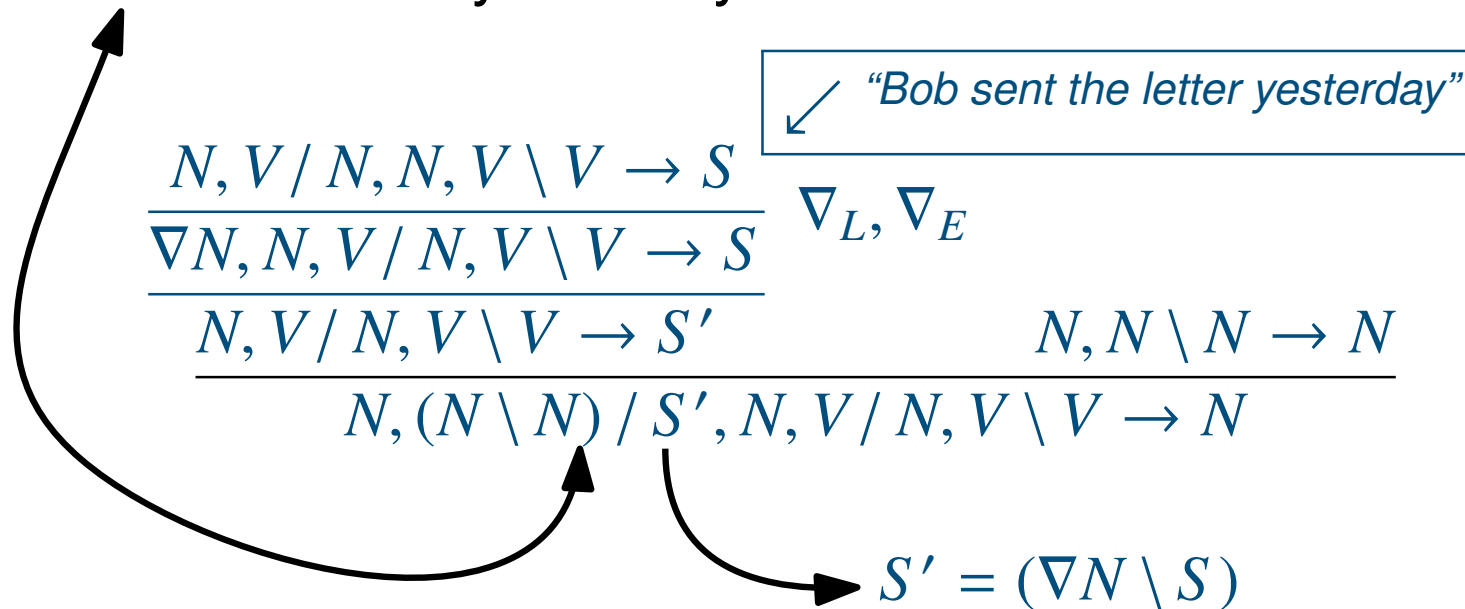 “Bob sent the letter yesterday”
N, V / N, N, V \ V → S
∇_L, ∇_E
∇N, N, V / N, V \ V → S
N, V / N, V \ V → S′
N, N \ N → N
N, (N \ N) / S′, N, V / N, V \ V → N
S′ = (∇N \ S)